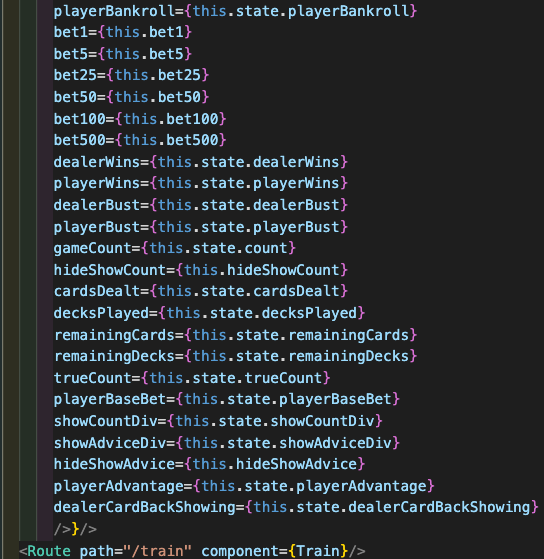 playerBankroll={this.state.playerBankroll}
bet1={this.bet1}
bet5={this.bet5}
bet25={this.bet25}
bet50={this.bet50}
bet100={this.bet100}
bet500={this.bet500}
dealerWins={this.state.dealerWins}
playerWins={this.state.playerWins}
dealerBust={this.state.dealerBust}
playerBust={this.state.playerBust}
gameCount={this.state.count}
hideShowCount={this.hideShowCount}
cardsDealt={this.state.cardsDealt}
decksPlayed={this.state.decksPlayed}
remainingCards={this.state.remainingCards}
remainingDecks={this.state.remainingDecks}
trueCount={this.state.trueCount}
playerBaseBet={this.state.playerBaseBet}
showCountDiv={this.state.showCountDiv}
showAdviceDiv={this.state.showAdviceDiv}
hideShowAdvice={this.hideShowAdvice}
playerAdvantage={this.state.playerAdvantage}
dealerCardBackShowing={this.state.dealerCardBackShowing}
/>}/>
<Route path="/train" component={Train}/>